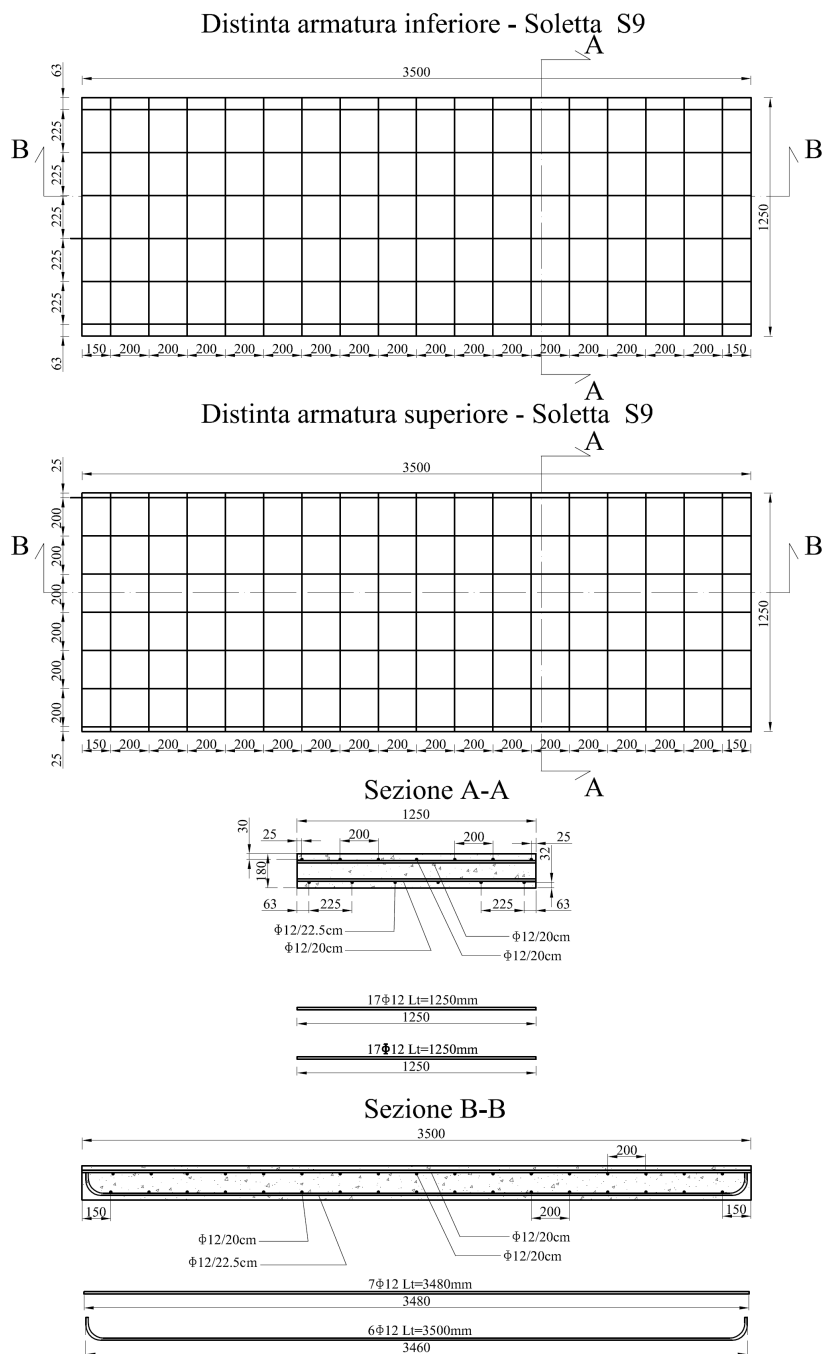 Distinta armatura inferiore - Soletta S9
A
3500
63
225
225
225
225
225
63
B
B
1250
150 200 200 200 200 200 200 200 200 200 200 200 200 200 200 200 200 150
A
Distinta armatura superiore - Soletta S9
A
3500
25
200
200
200
200
200
200
25
B
B
1250
150 200 200 200 200 200 200 200 200 200 200 200 200 200 200 200 200 150
A
Sezione A-A
1250
30
25
200
200
25
180
32
63
225
225
63
Φ12/22.5cm
Φ12/20cm
Φ12/20cm
Φ12/20cm
17Φ12 Lt=1250mm
1250
17Φ12 Lt=1250mm
1250
Sezione B-B
3500
200
150
200
150
Φ12/20cm
Φ12/20cm
Φ12/22.5cm
Φ12/20cm
7Φ12 Lt=3480mm
3480
6Φ12 Lt=3500mm
3460